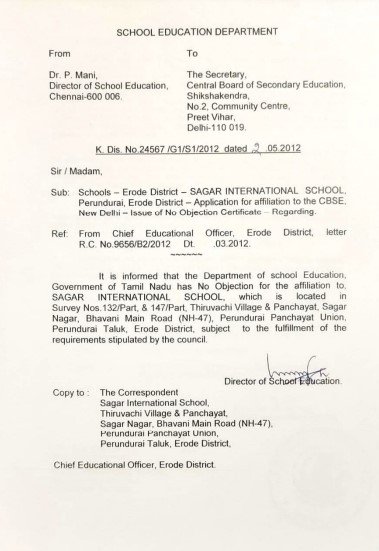 SCHOOL EDUCATION DEPARTMENT
From
Dr. P. Mani,
Director of School Education,
Chennai-600 006.
To
The Secretary,
Central Board of Secondary Education,
Shikshakendra,
No.2, Community Centre,
Preet Vihar,
Delhi-110 019.
K. Dis. No.24567 /G1/S1/2012 dated 2 .05.2012
Sir / Madam,
Sub: Schools – Erode District – SAGAR INTERNATIONAL SCHOOL,
Perundurai, Erode District – Application for affiliation to the CBSE,
New Delhi – Issue of No Objection Certificate – Regarding.
Ref: From Chief Educational Officer, Erode District, letter
R.C. No.9656/B2/2012 Dt. .03.2012.
~~~~~~
It is informed that the Department of school Education,
Government of Tamil Nadu has No Objection for the affiliation to,
SAGAR INTERNATIONAL SCHOOL, which is located in
Survey Nos.132/Part, & 147/Part, Thiruvachi Village & Panchayat, Sagar
Nagar, Bhavani Main Road (NH-47), Perundurai Panchayat Union,
Perundurai Taluk, Erode District, subject to the fulfillment of the
requirements stipulated by the council.
Director of School Education.
Copy to : The Correspondent
Sagar International School,
Thiruvachi Village & Panchayat,
Sagar Nagar, Bhavani Main Road (NH-47),
Perundurai Panchayat Union,
Perundurai Taluk, Erode District,
Chief Educational Officer, Erode District.